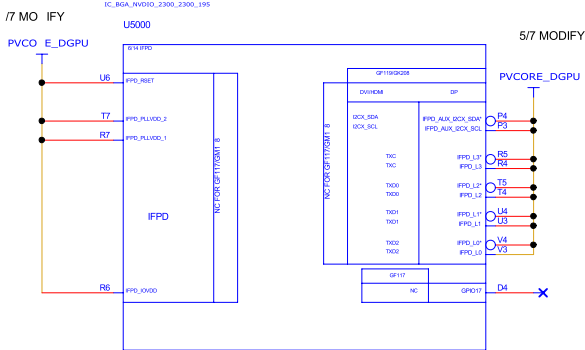 IC_BGA_NVDIO_2300_2300_195
/7 MO IFY
U5000
5/7 MODIFY
PVCO E_DGPU
6/14 IFPD
GF119/GK208
PVCORE_DGPU
DVI/HDMI DP
U6 IFPD_RSET
T7 IFPD_PLLVDD_2
R7 IFPD_PLLVDD_1
NC FOR GF117/GM1 8
IFPD
R6 IFPD_IOVDD
NC FOR GF117/GM1 8
I2CX_SDA IFPD_AUX_I2CX_SDA* P4
I2CX_SCL IFPD_AUX_I2CX_SCL P3
TXC IFPD_L3* R5
TXC IFPD_L3 R4
TXD0 IFPD_L2* T5
TXD0 IFPD_L2 T4
TXD1 IFPD_L1* U4
TXD1 IFPD_L1 U3
TXD2 IFPD_L0* V4
TXD2 IFPD_L0 V3
GF117
NC GPIO17 D4